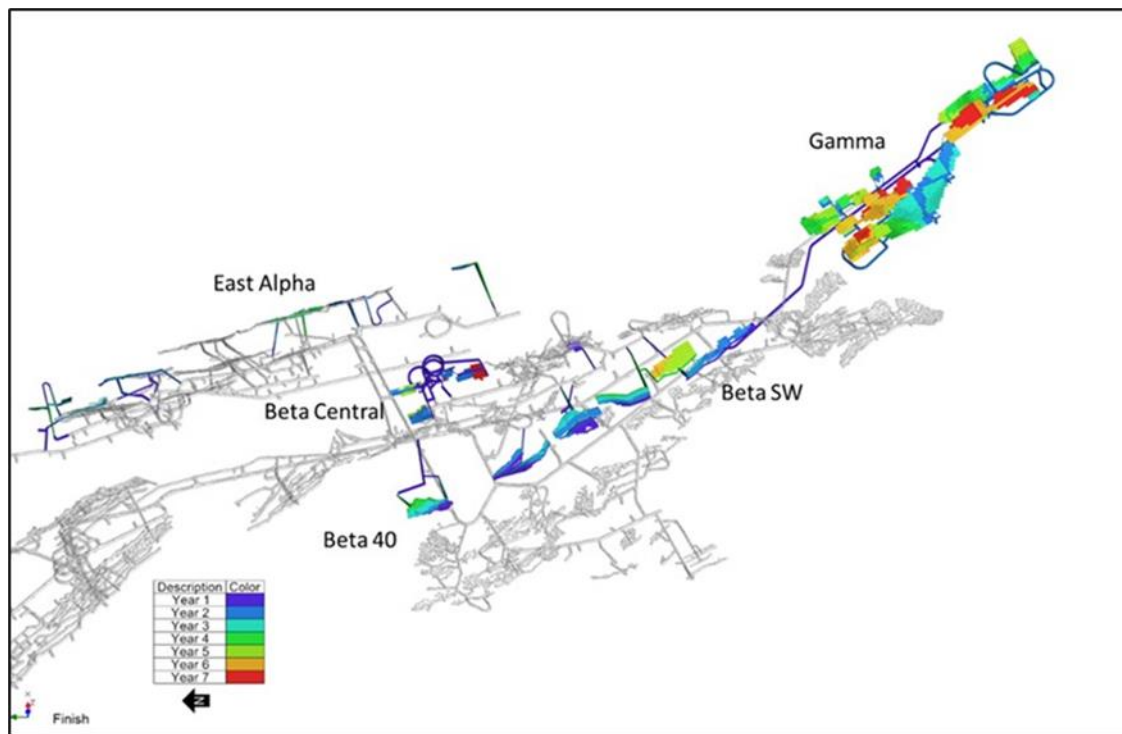 Gamma
East Alpha
Beta Central
Beta SW
Beta 40
Description Color
Year 1
Year 2
Year 3
Year 4
Year 5
Year 6
Year 7
N
Finish